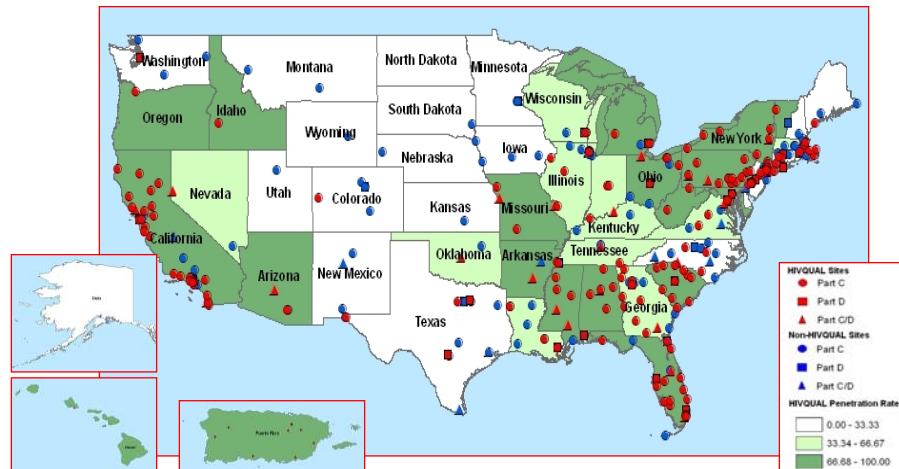 Washington
Montana
North Dakota
Minnesota
Oregon
Idaho
South Dakota
Wisconsin
New York
Wyoming
Nebraska
Iowa
Nevada
Utah
Colorado
Illinois
Ohio
Kansas
Missouri
Kentucky
California
Arizona
New Mexico
Oklahoma
Arkansas
Tennessee
Georgia
Texas
Puerto Rico
HIVQUAL Sites
Part C
Part D
Part C/D
Non-HIVQUAL Sites
Part C
Part D
Part C/D
HIVQUAL Penetration Rate
0.00 - 33.33
33.34 - 66.67
66.68 - 100.00